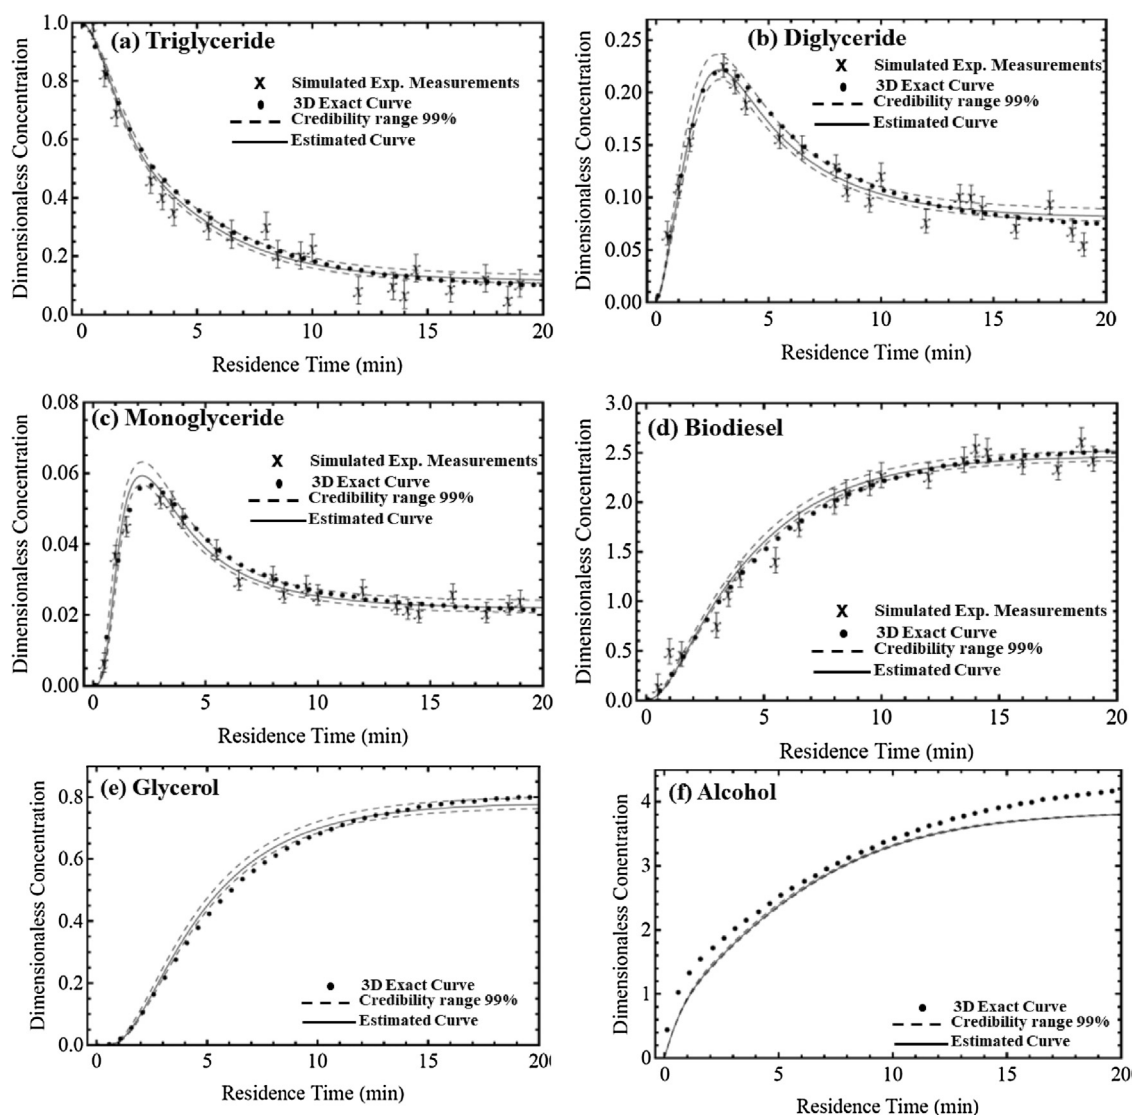 (a) Triglyceride
Dimensionaless Concentration
1.0
0.8
0.6
0.4
0.2
0.0
x Simulated Exp. Measurements
3D Exact Curve
Credibility range 99%
Estimated Curve
0 5 10 15 20
Residence Time (min)
(b) Diglyceride
Dimensionaless Concentration
0.25
0.20
0.15
0.10
0.05
0.00
x Simulated Exp. Measurements
3D Exact Curve
Credibility range 99%
Estimated Curve
0 5 10 15 20
Residence Time (min)
(c) Monoglyceride
Dimensionaless Concentration
0.08
0.06
0.04
0.02
0.00
x Simulated Exp. Measurements
3D Exact Curve
Credibility range 99%
Estimated Curve
0 5 10 15 20
Residence Time (min)
(d) Biodiesel
Dimensionaless Concentration
3.0
2.5
2.0
1.5
1.0
0.5
0.0
x Simulated Exp. Measurements
3D Exact Curve
Credibility range 99%
Estimated Curve
0 5 10 15 20
Residence Time (min)
(e) Glycerol
Dimensionaless Concentration
0.8
0.6
0.4
0.2
0.0
3D Exact Curve
Credibility range 99%
Estimated Curve
0 5 10 15 20
Residence Time (min)
(f) Alcohol
Dimensionaless Conentration
4
3
2
1
0
3D Exact Curve
Credibility range 99%
Estimated Curve
0 5 10 15 20
Residence Time (min)